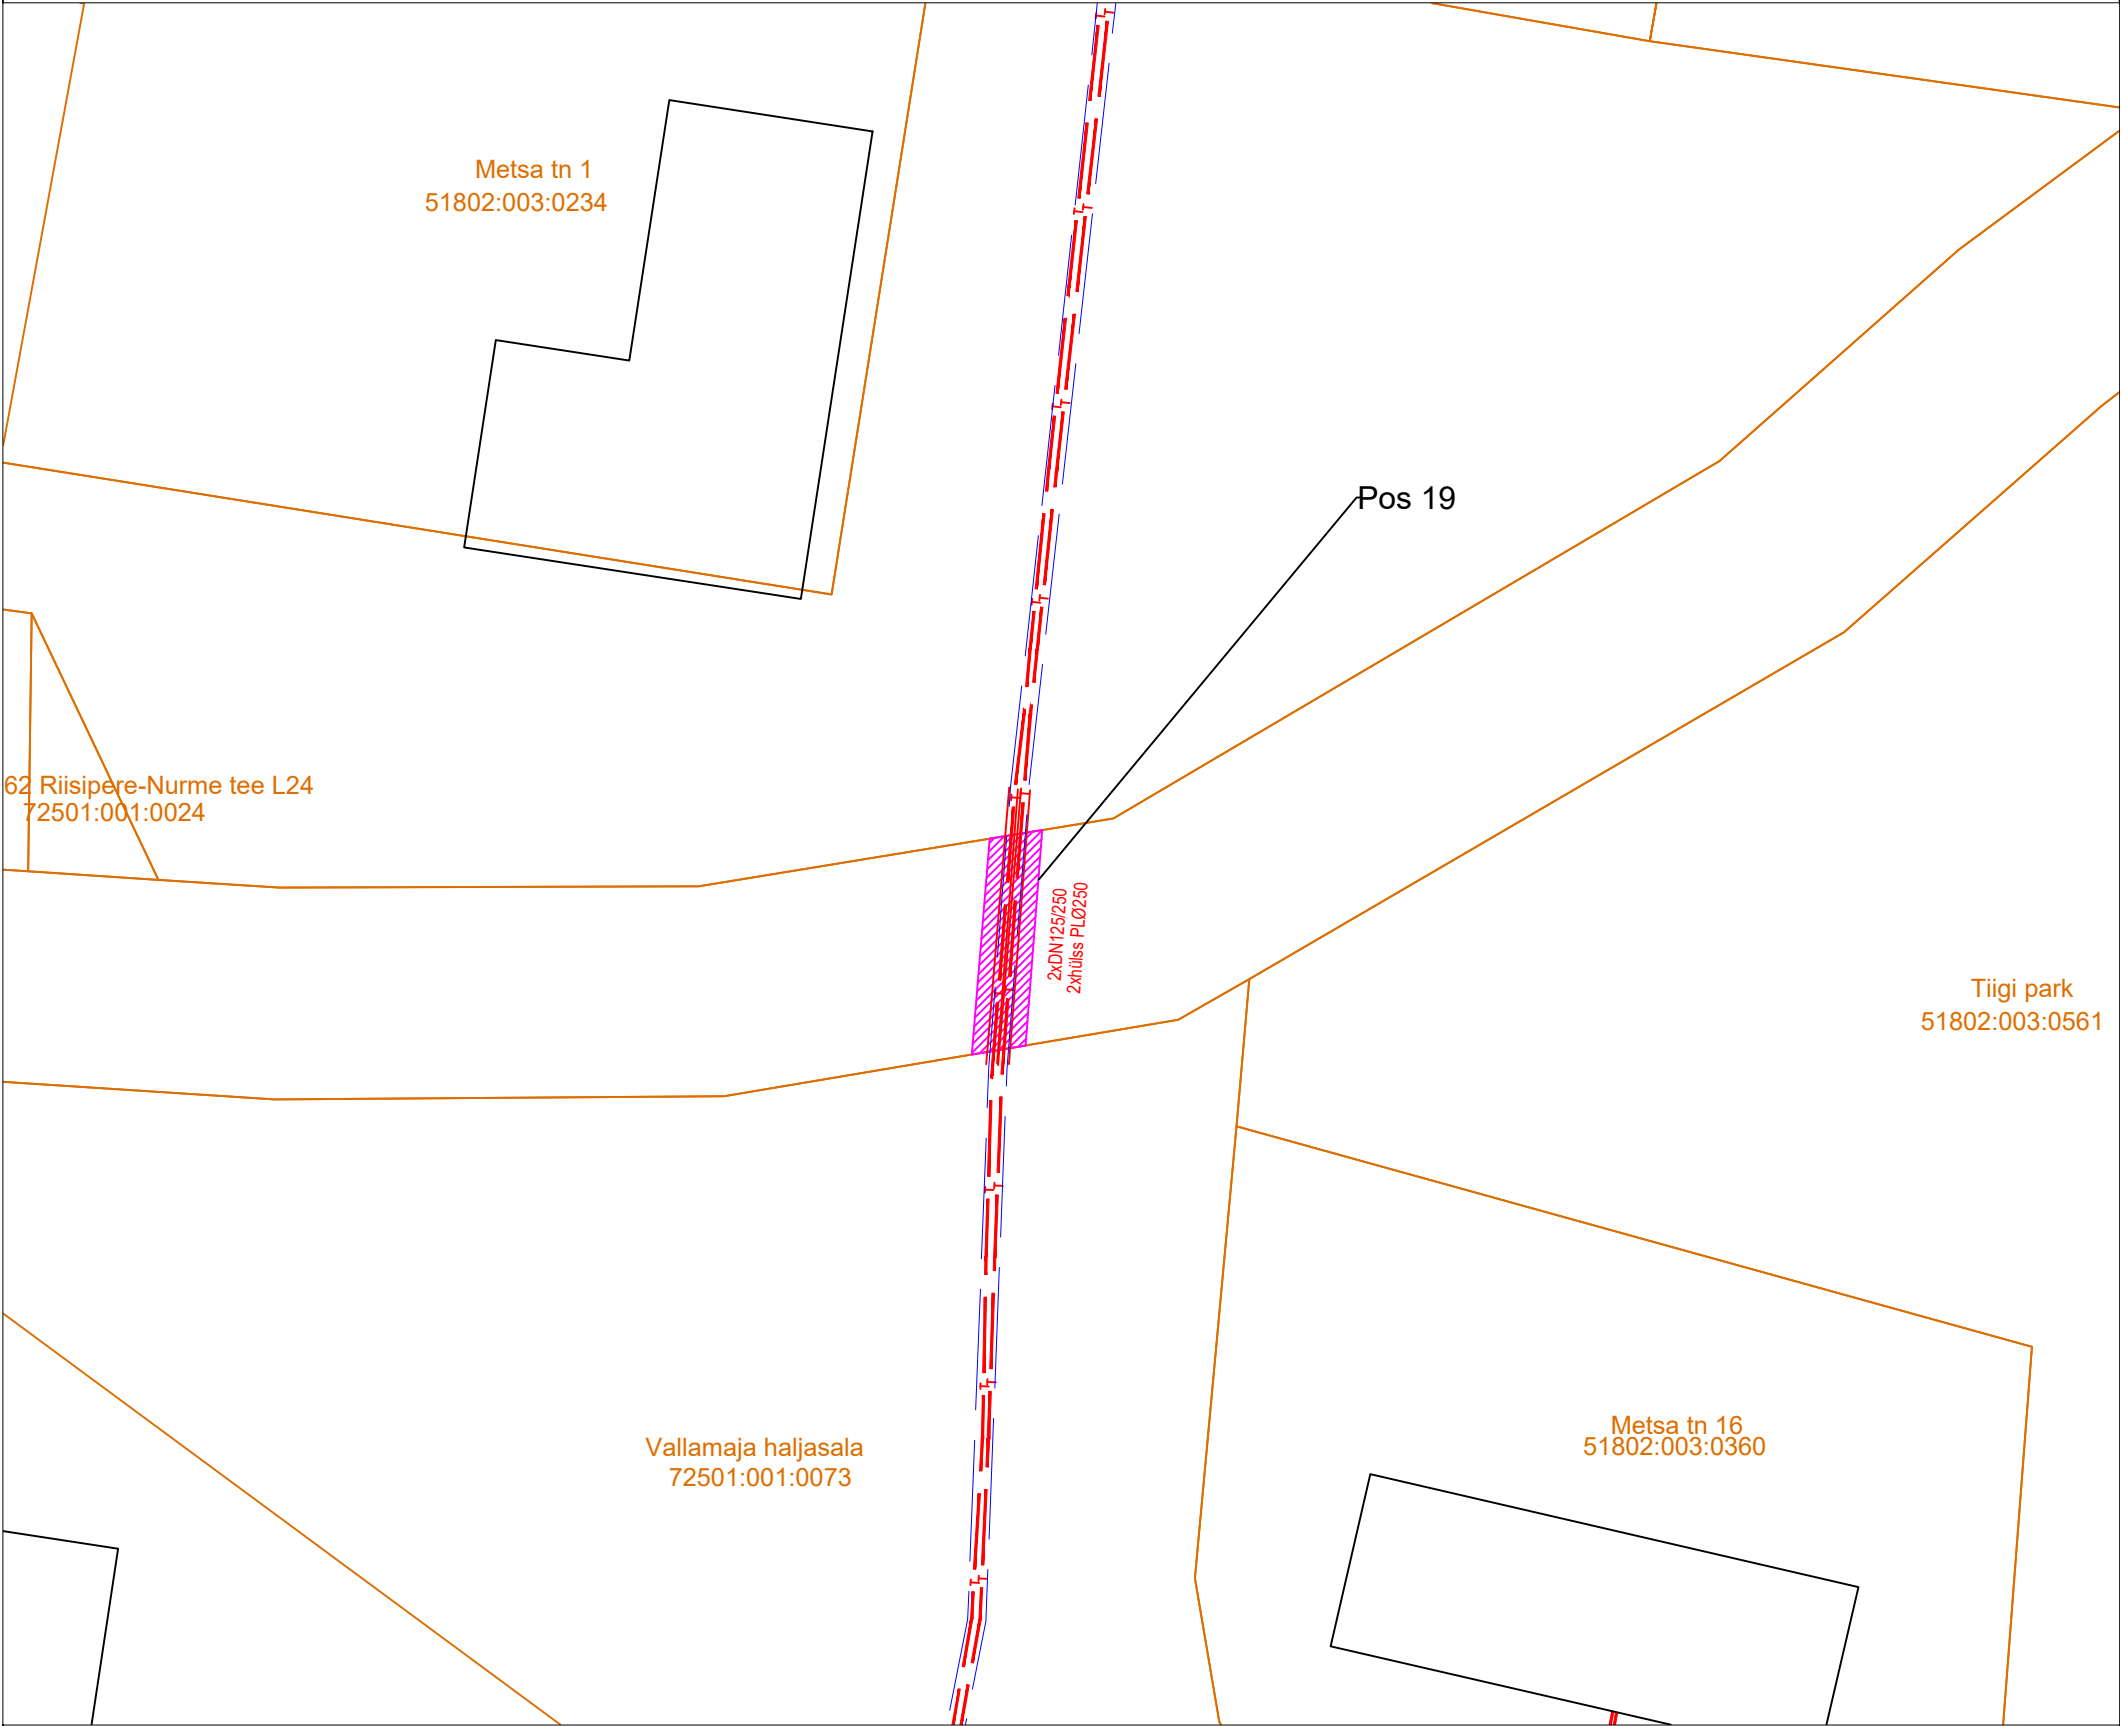 Metsa tn 1
51802:003:0234
Pos 19
62 Riisipere-Nurme tee L24
72501:001:0024
2xDN125/250
2xhülss PLØ250
Tiigi park
51802:003:0561
Metsa tn 16
51802:003:0360
Vallamaja haljasala
72501:001:0073